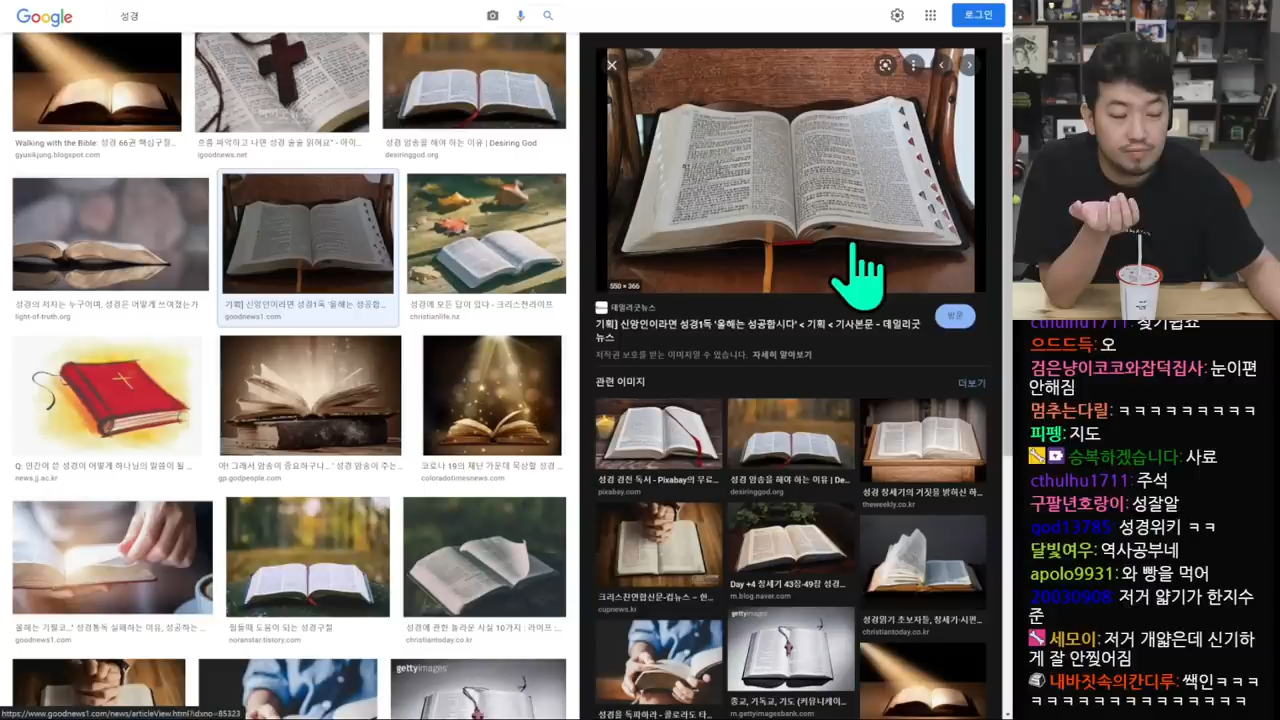 Google
성경
로그인
Walking with the Bible: 성경 66권 핵심구절...
gyusikjung.blogspot.com
흐름 파악하고 나면 성경 술술 읽혀요" - 아이...
igoodnews.net
성경 암송을 해야 하는 이유 | Desiring God
desiringgod.org
성경의 저자는 누구이며, 성경은 어떻게 쓰여졌는가
light-of-truth.org
기획] 신앙인이라면 성경1독 '올해는 성공합...
goodnews1.com
성경에 모든 답이 있다 - 크리스천라이프
christianlife.nz
Q: 인간이 쓴 성경이 어떻게 하나님의 말씀이 될 ...
news.jj.ac.kr
아! 그래서 암송이 중요하구나..." 성경 암송이 주는...
gp.godpeople.com
코로나 19의 재난 가운데 묵상할 성경 ...
coloradotimesnews.com
올해는 기필코..." 성경통독 실패하는 이유, 성공하는 ...
goodnews1.com
힘들때 도움이 되는 성경구절
noranstar.tistory.com
성경에 관한 놀라운 사실 10가지 : 라이프 :...
christiantoday.co.kr
gettyimages
https://www.goodnews1.com/news/articleView.html?idxno=85323
550 × 366
데일리굿뉴스
기획] 신앙인이라면 성경1독 '올해는 성공합시다' < 기획 < 기사본문 - 데일리굿
뉴스
방문
저작권 보호를 받는 이미지일 수 있습니다. 자세히 알아보기
관련 이미지
더보기
성경 경전 독서 - Pixabay의 무료...
pixabay.com
성경 암송을 해야 하는 이유 | De...
desiringgod.org
성경 창세기의 거짓을 밝혀신 하...
theweekly.co.kr
크리스찬연합신문-컵뉴스 – 한...
cupnews.kr
Day +4 창세기 43장-49장 성경...
m.blog.naver.com
성경읽기 초보자들, 창세기·시편...
christiantoday.co.kr
gettyimages
성경을 독파하라 - 콜로라도 타...
종교, 기독교, 기도 (커뮤니케이...
m.gettyimagesbank.com
cthulhu1711: 찾기쉽죠
으드드득: 오
검은냥이코코와잡덕집사: 눈이편
안해짐
멈추는다릴: ㅋㅋㅋㅋㅋㅋㅋㅋㅋ
피펭: 지도
승복하겠습니다: 사료
cthulhu1711: 주석
구팔년호랑이: 성잘알
god13785: 성경위키 ㅋㅋ
달빛여우: 역사공부네
apolo9931: 와 빵을 먹어
20030908: 저거 얇기가 한지수
준
세모이: 저거 개얇은데 신기하
게 잘 안찢어짐
내바짓속의칸디루: 쌕인ㅋㅋㅋ
ㅋㅋㅋㅋㅋㅋㅋㅋㅋㅋㅋㅋㅋ